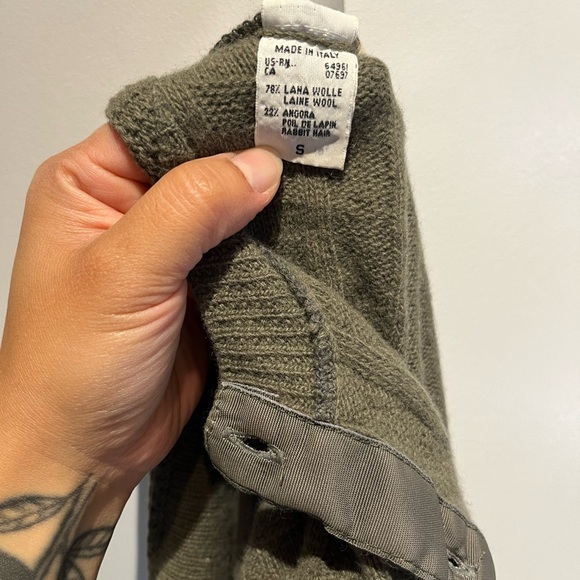 MADE IN ITALY
US-RN.. 64961
CA 07697
78% LANA WOLLE
LAINE WOOL
22% ANGORA
POIL DE LAPIN
RABBIT HAIR
S